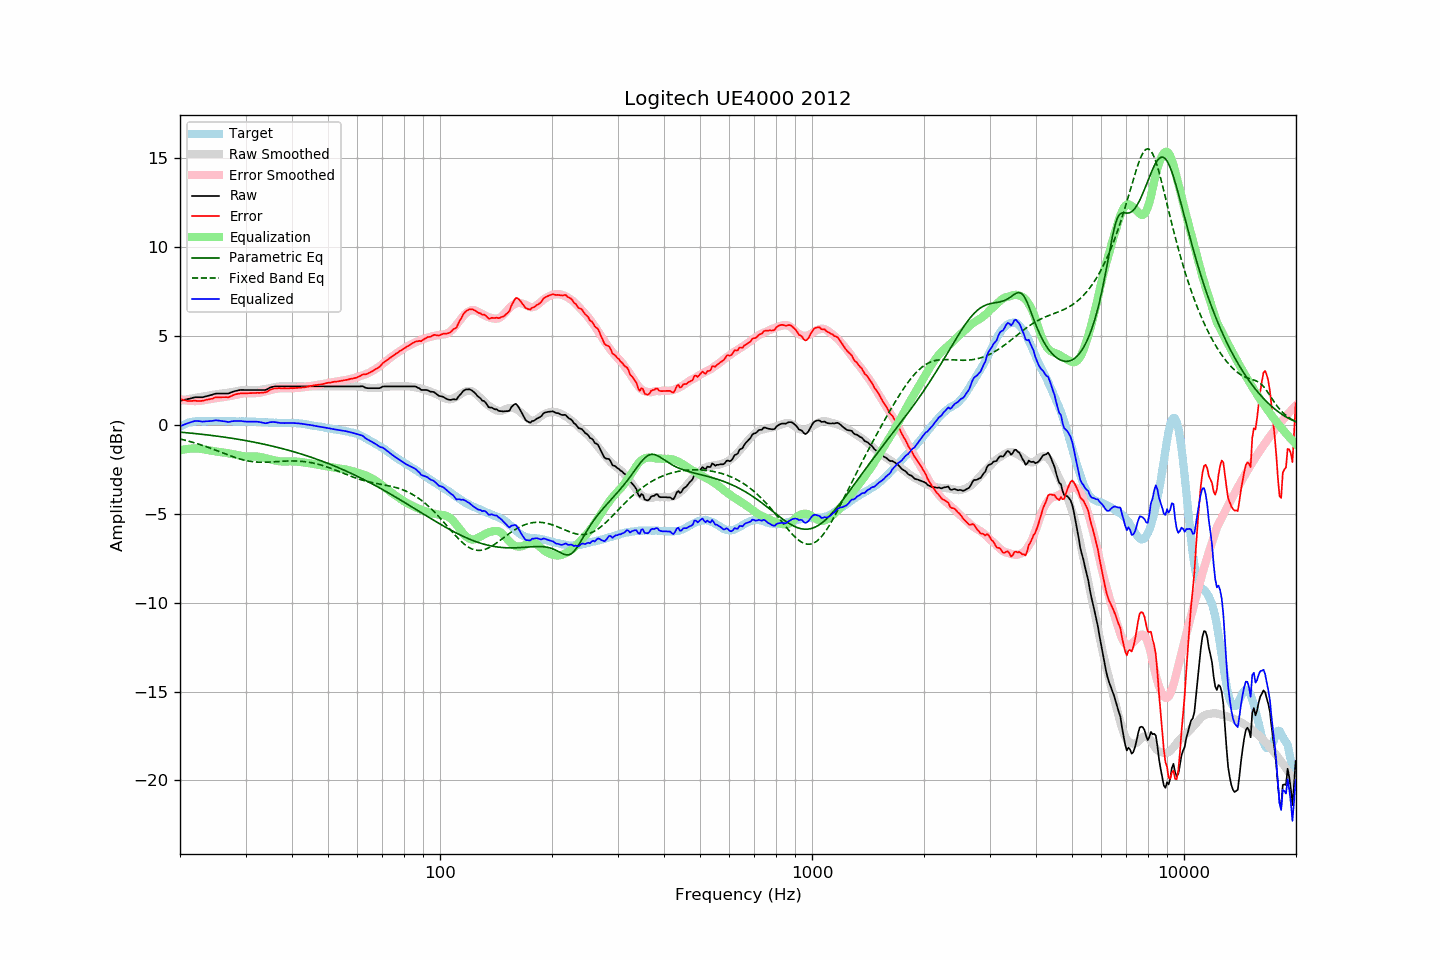 Logitech UE4000 2012
Target
Raw Smoothed
Error Smoothed
Raw
Error
Equalization
Parametric Eq
Fixed Band Eq
Equalized
Amplitude (dBr)
15
10
5
0
−5
−10
−15
−20
100
1000
10000
Frequency (Hz)